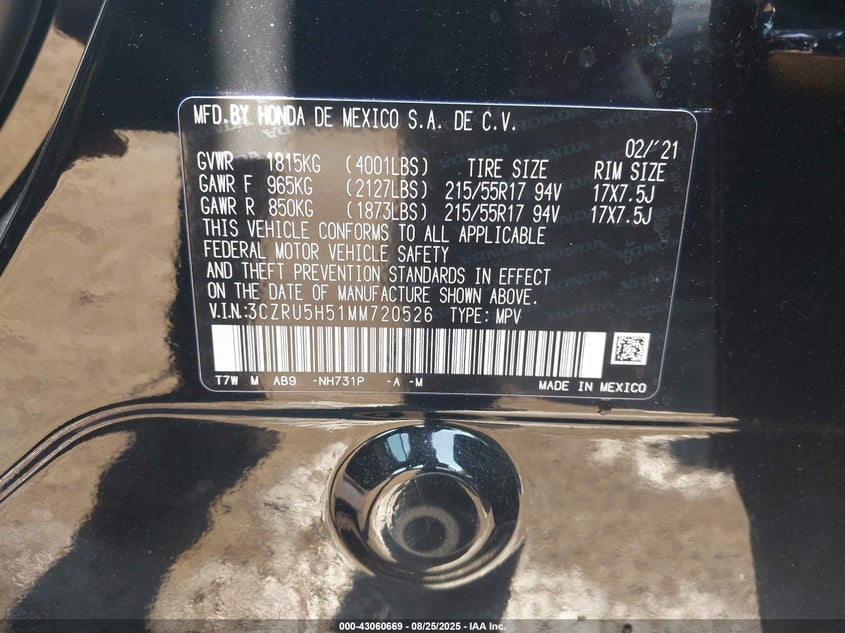 MFD.BY HONDA DE MEXICO S.A. DE C.V.
02/'21
GVWR 1815KG (4001LBS) TIRE SIZE RIM SIZE
GAWR F 965KG (2127LBS) 215/55R17 94V 17X7.5J
GAWR R 850KG (1873LBS) 215/55R17 94V 17X7.5J
THIS VEHICLE CONFORMS TO ALL APPLICABLE
FEDERAL MOTOR VEHICLE SAFETY
AND THEFT PREVENTION STANDARDS IN EFFECT
ON THE DATE OF MANUFACTURE SHOWN ABOVE.
V.I.N:3CZRU5H51MM720526 TYPE: MPV
T7W M AB9 -NH731P -A -M MADE IN MEXICO
000-43060669 - 08/25/2025 - IAA Inc.